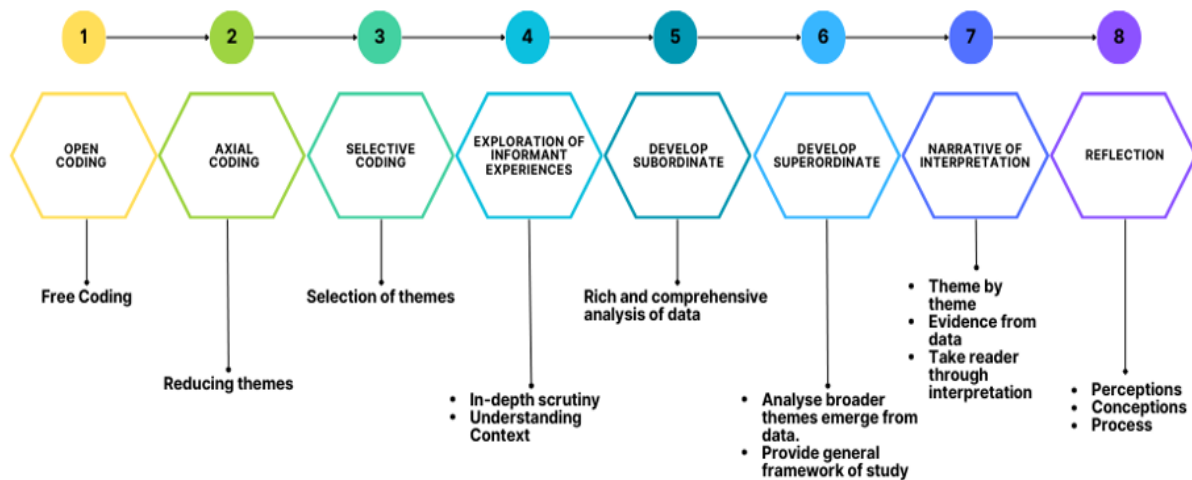 1
2
3
4
5
6
7
8
OPEN
CODING
AXIAL
CODING
SELECTIVE
CODING
EXPLORATION OF
INFORMANT
EXPERIENCES
DEVELOP
SUBORDINATE
DEVELOP
SUPERORDINATE
NARRATIVE OF
INTERPRETATION
REFLECTION
Free Coding
Reducing themes
Selection of themes
• In-depth scrutiny
• Understanding
Context
Rich and comprehensive
analysis of data
• Analyse broader
themes emerge from
data.
• Provide general
framework of study
• Theme by
theme
• Evidence from
data
• Take reader
through
interpretation
• Perceptions
• Conceptions
• Process